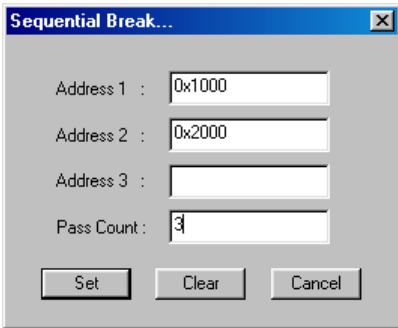 Sequential Break...
Address 1 : 0x1000
Address 2 : 0x2000
Address 3 :
Pass Count : 3
Set Clear Cancel